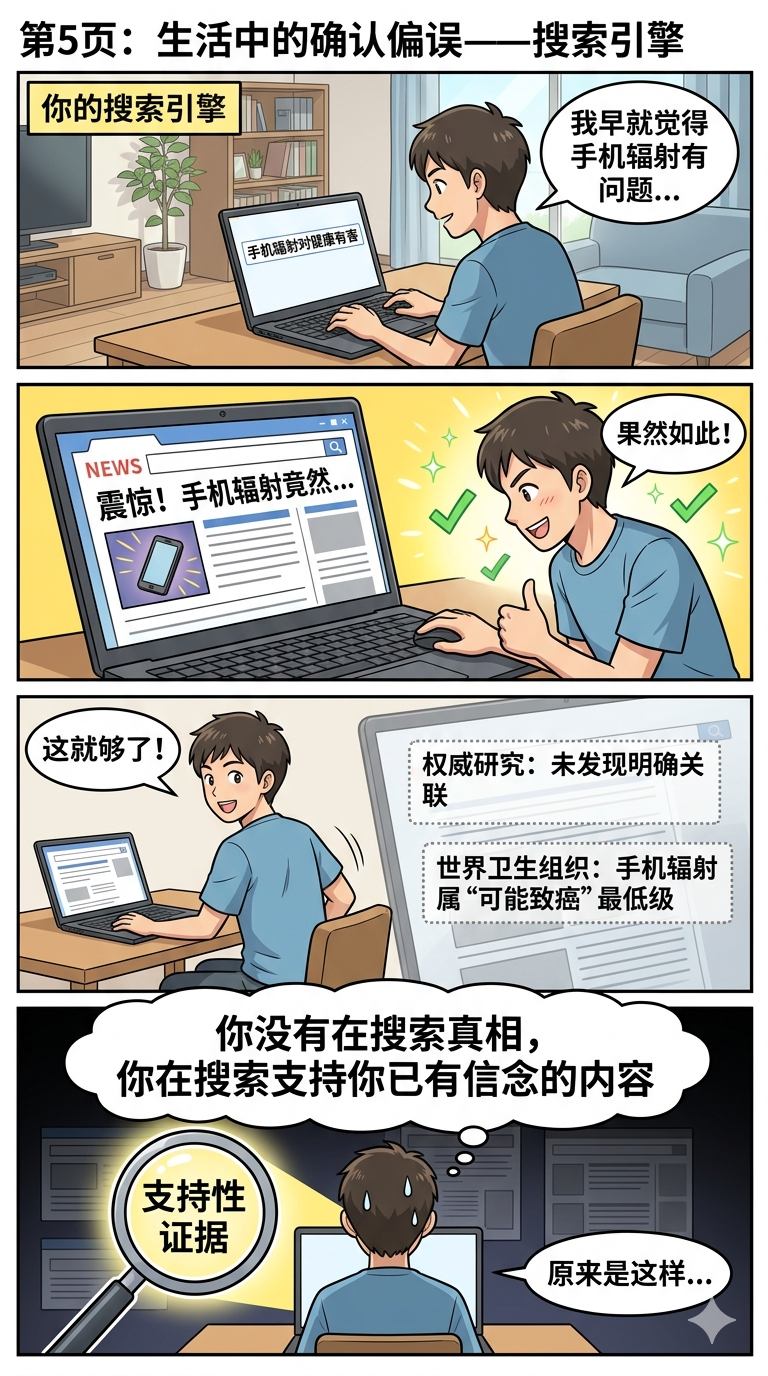 第5页：生活中的确认偏误——搜索引擎
你的搜索引擎
我早就觉得
手机辐射有
问题...
手机辐射对健康有害
NEWS
震惊！手机辐射竟然...
果然如此！
这就够了！
权威研究：未发现明确关
联
世界卫生组织：手机辐射
属“可能致癌”最低级
你没有在搜索真相，
你在搜索支持你已有信念的内容
支持性
证据
原来是这样...